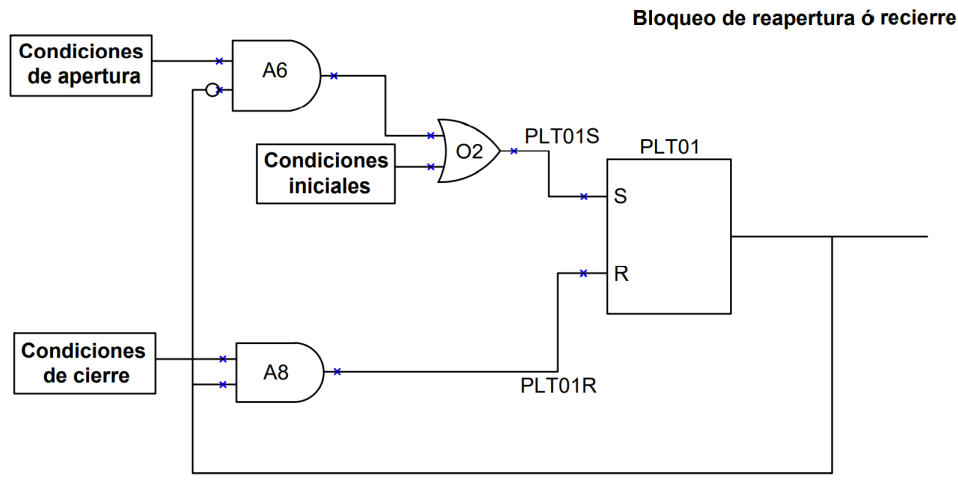 Bloqueo de reapertura ó recierre
Condiciones
de apertura
A6
Condiciones
iniciales
O2
PLT01S
PLT01
S
R
Condiciones
de cierre
A8
PLT01R